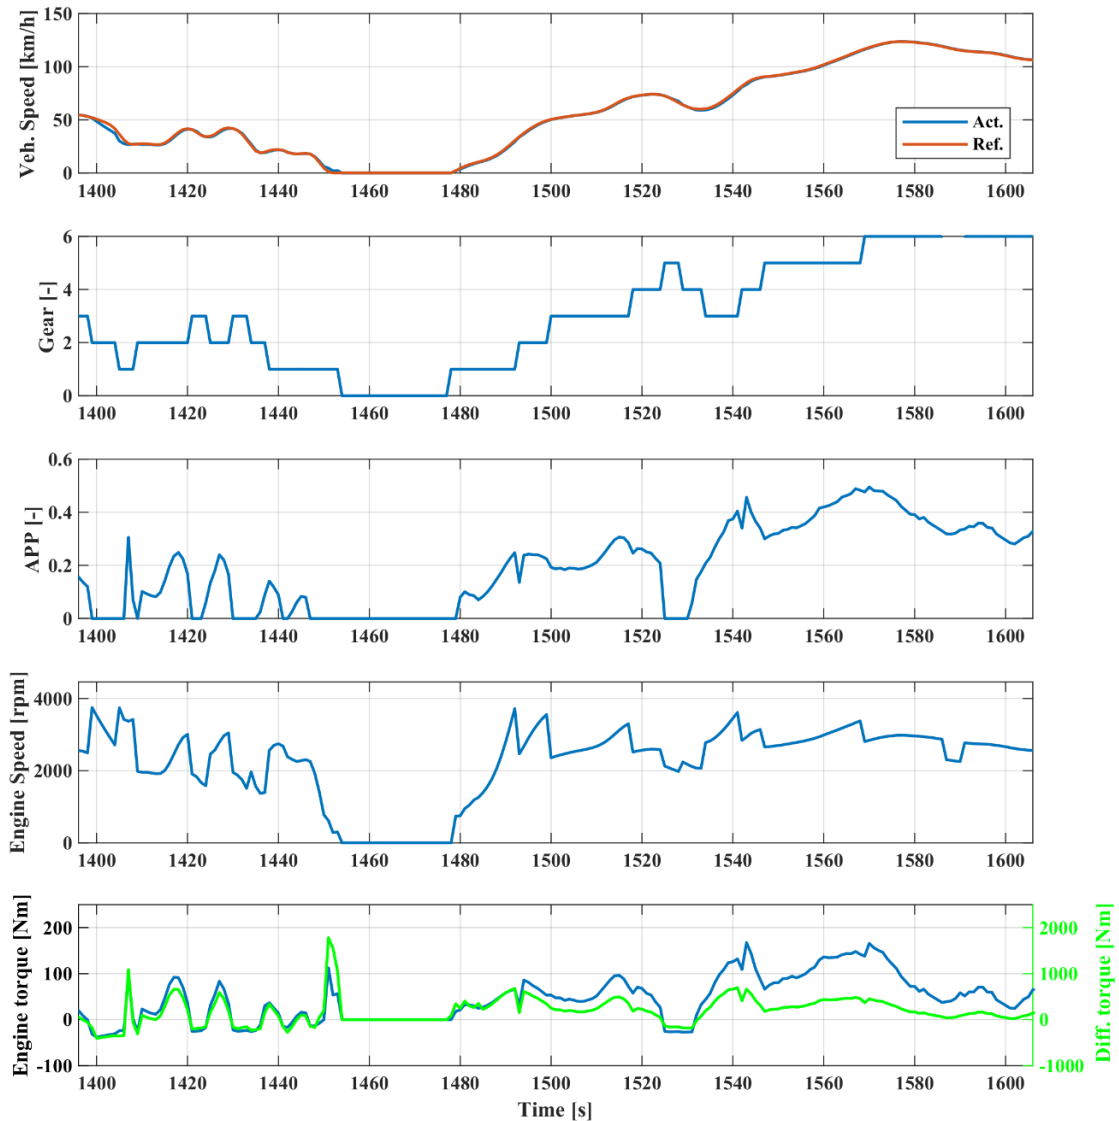 150
100
50
0
Veh. Speed [km/h]
Act.
Ref.
1400 1420 1440 1460 1480 1500 1520 1540 1560 1580 1600
6
4
2
0
Gear [-]
1400 1420 1440 1460 1480 1500 1520 1540 1560 1580 1600
0.6
0.4
0.2
0
APP [-]
1400 1420 1440 1460 1480 1500 1520 1540 1560 1580 1600
4000
2000
0
Engine Speed [rpm]
1400 1420 1440 1460 1480 1500 1520 1540 1560 1580 1600
200
100
0
-100
Engine torque [Nm]
2000
1000
0
-1000
Diff. torque [Nm]
1400 1420 1440 1460 1480 1500 1520 1540 1560 1580 1600
Time [s]